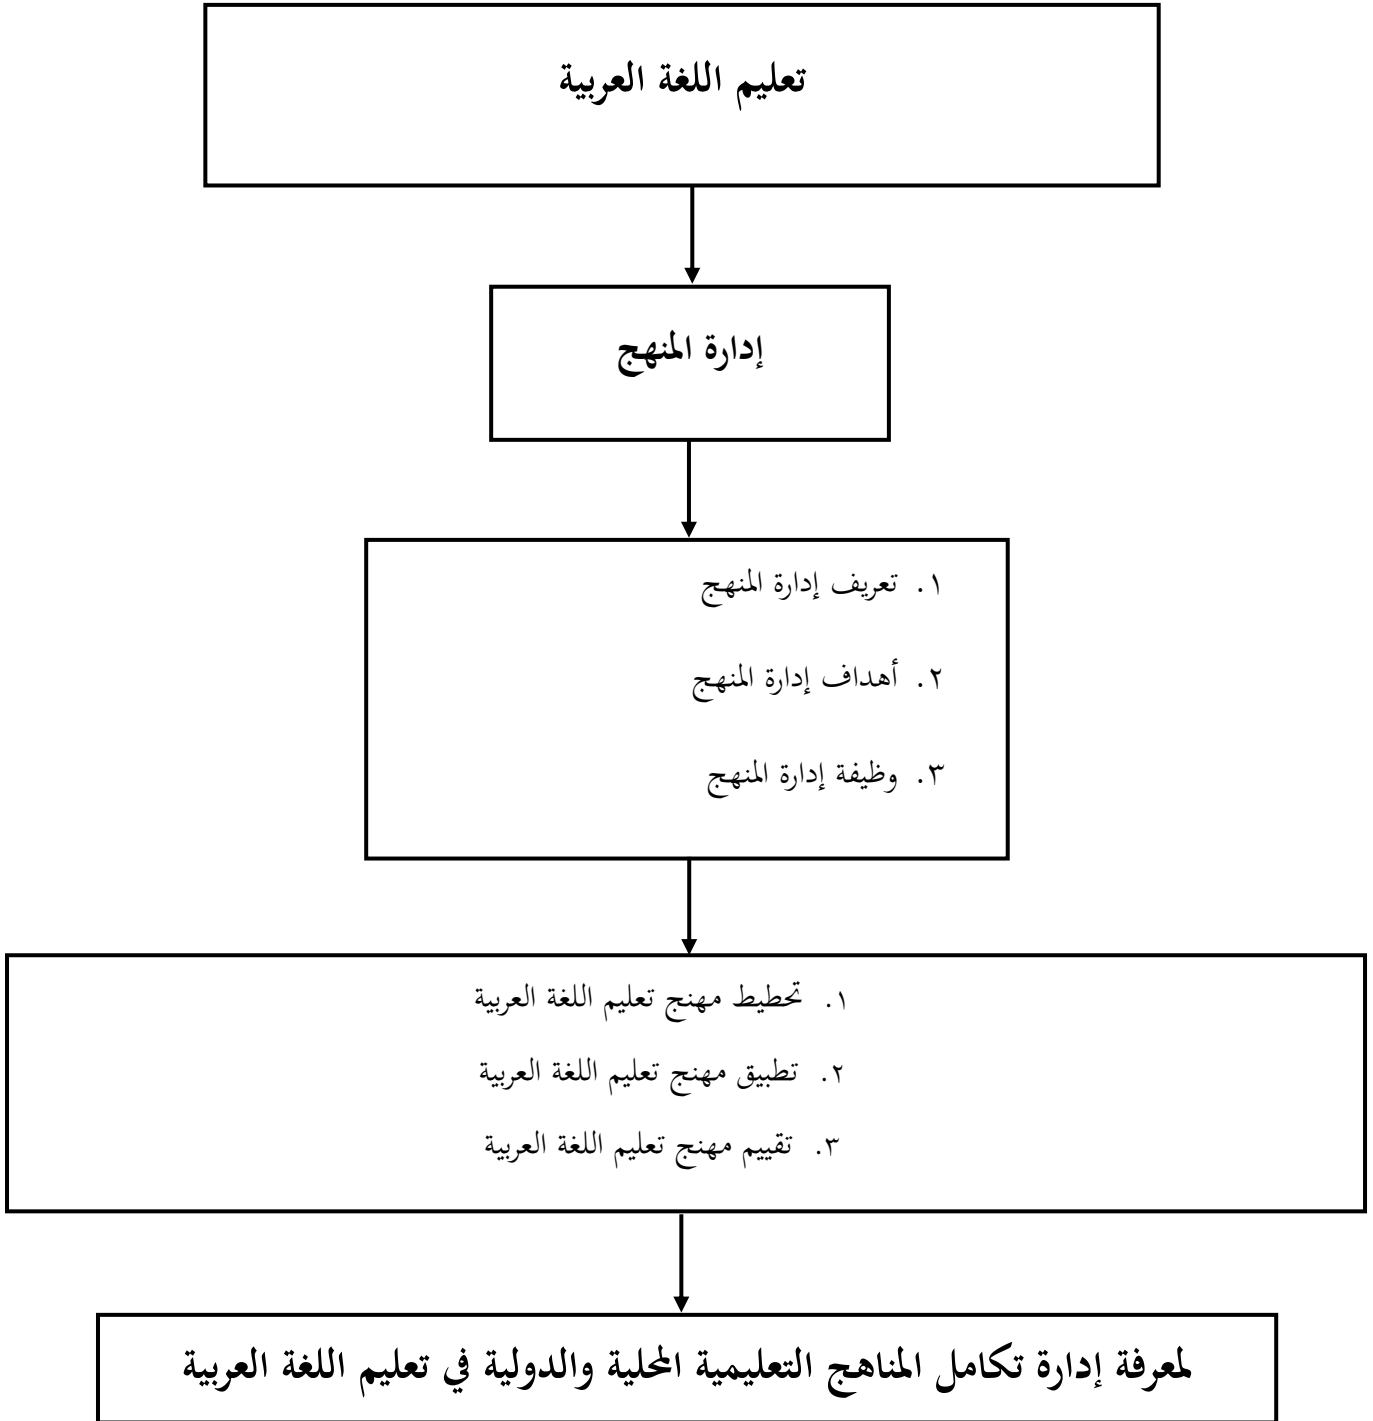 تعليم اللغة العربية
إدارة المنهج
١. تعريف إدارة المنهج
٢. أهداف إدارة المنهج
٣. وظيفة إدارة المنهج
١. تحطيط مهنج تعليم اللغة العربية
٢. تطبيق مهنج تعليم اللغة العربية
٣. تقييم مهنج تعليم اللغة العربية
لمعرفة إدارة تكامل المناهج التعليمية المحلية والدولية في تعليم اللغة العربية